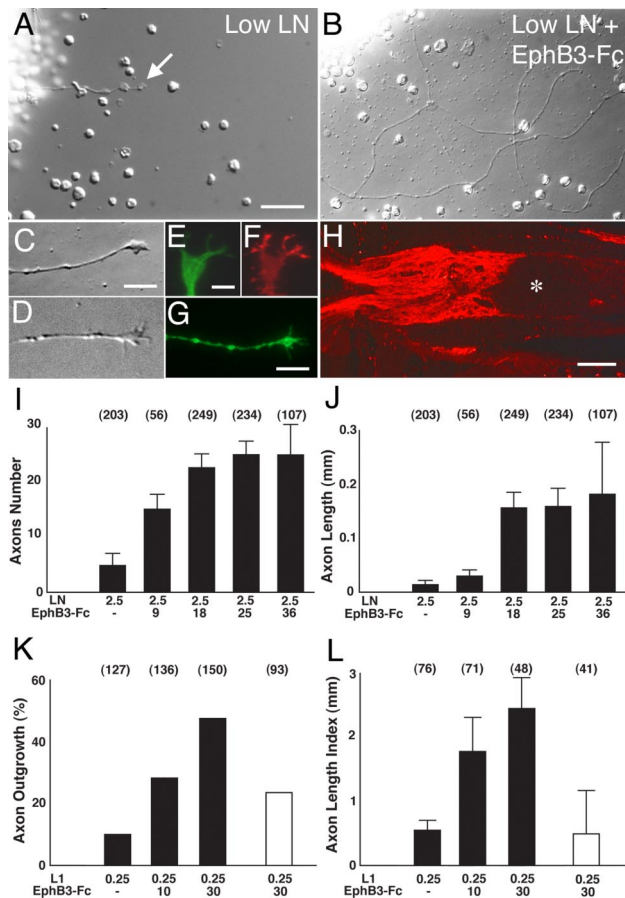 A Low LN
B Low LN +
EphB3-Fc
C E F H
*
D G
I
(203) (56) (249) (234) (107)
30
20
10
0
Axons Number
LN 2.5 2.5 2.5 2.5 2.5
EphB3-Fc - 9 18 25 36
J
(203) (56) (249) (234) (107)
0.3
0.2
0.1
0
Axon Length (mm)
LN 2.5 2.5 2.5 2.5 2.5
EphB3-Fc - 9 18 25 36
K
(127) (136) (150) (93)
60
40
20
0
Axon Outgrowth (%)
L1 0.25 0.25 0.25 0.25
EphB3-Fc - 10 30 30
L
(76) (71) (48) (41)
3
2
1
0
Axon Length Index (mm)
L1 0.25 0.25 0.25 0.25
EphB3-Fc - 10 30 30